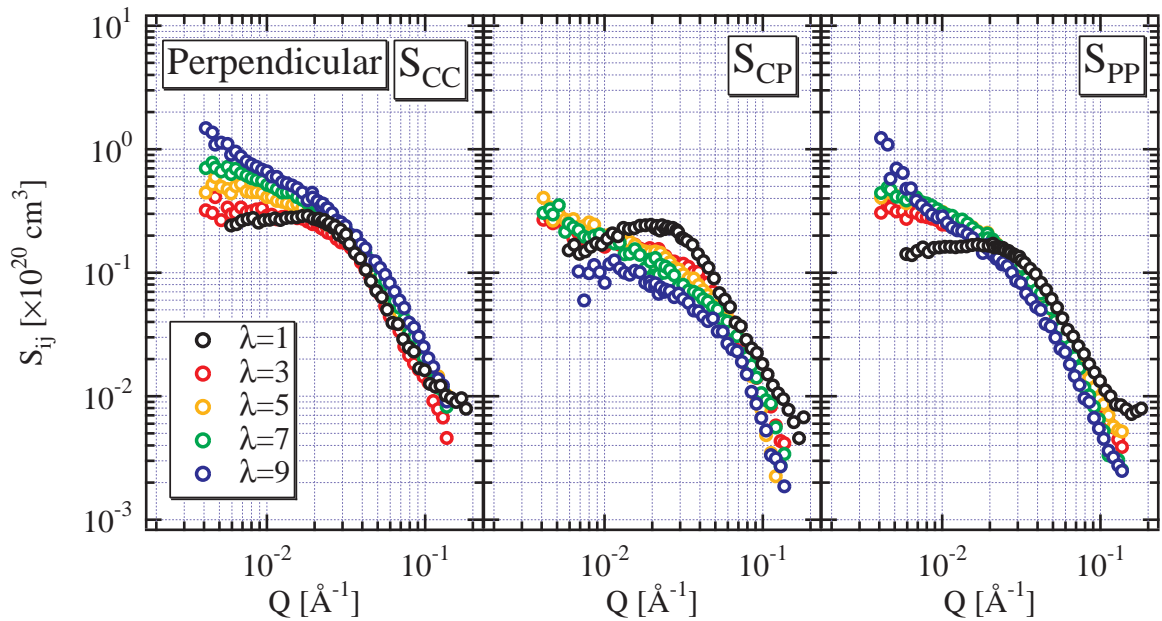 Perpendicular
S_CC
S_CP
S_PP
S_ij [×10^20 cm^3]
10^1
10^0
10^-1
10^-2
10^-3
λ=1
λ=3
λ=5
λ=7
λ=9
10^-2 10^-1 10^-2 10^-1 10^-2 10^-1
Q [Å^-1] Q [Å^-1] Q [Å^-1]